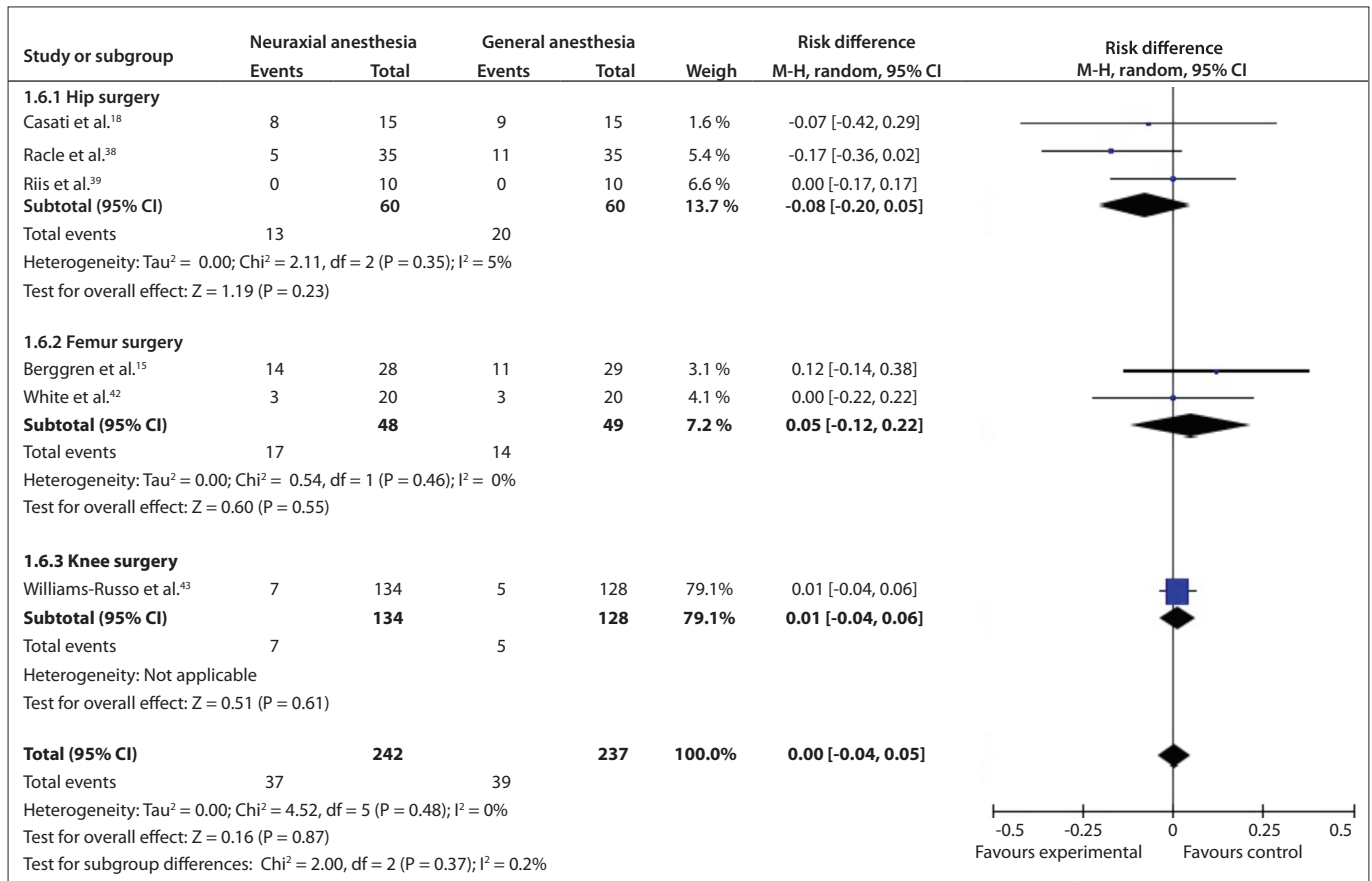 Study or subgroup Neuraxial anesthesia General anesthesia Weigh Risk difference Risk difference
Events Total Events Total M-H, random, 95% CI M-H, random, 95% CI
1.6.1 Hip surgery
Casati et al.18 8 15 9 15 1.6 % -0.07 [-0.42, 0.29]
Racle et al.38 5 35 11 35 5.4 % -0.17 [-0.36, 0.02]
Riis et al.39 0 10 0 10 6.6 % 0.00 [-0.17, 0.17]
Subtotal (95% CI) 60 60 13.7 % -0.08 [-0.20, 0.05]
Total events 13 20
Heterogeneity: Tau² = 0.00; Chi² = 2.11, df = 2 (P = 0.35); I² = 5%
Test for overall effect: Z = 1.19 (P = 0.23)
1.6.2 Femur surgery
Berggren et al.15 14 28 11 29 3.1 % 0.12 [-0.14, 0.38]
White et al.42 3 20 3 20 4.1 % 0.00 [-0.22, 0.22]
Subtotal (95% CI) 48 49 7.2 % 0.05 [-0.12, 0.22]
Total events 17 14
Heterogeneity: Tau² = 0.00; Chi² = 0.54, df = 1 (P = 0.46); I² = 0%
Test for overall effect: Z = 0.60 (P = 0.55)
1.6.3 Knee surgery
Williams-Russo et al.43 7 134 5 128 79.1% 0.01 [-0.04, 0.06]
Subtotal (95% CI) 134 128 79.1% 0.01 [-0.04, 0.06]
Total events 7 5
Heterogeneity: Not applicable
Test for overall effect: Z = 0.51 (P = 0.61)
Total (95% CI) 242 237 100.0% 0.00 [-0.04, 0.05]
Total events 37 39
Heterogeneity: Tau² = 0.00; Chi² = 4.52, df = 5 (P = 0.48); I² = 0%
Test for overall effect: Z = 0.16 (P = 0.87)
Test for subgroup differences: Chi² = 2.00, df = 2 (P = 0.37); I² = 0.2%
-0.5 -0.25 0 0.25 0.5
Favours experimental Favours control